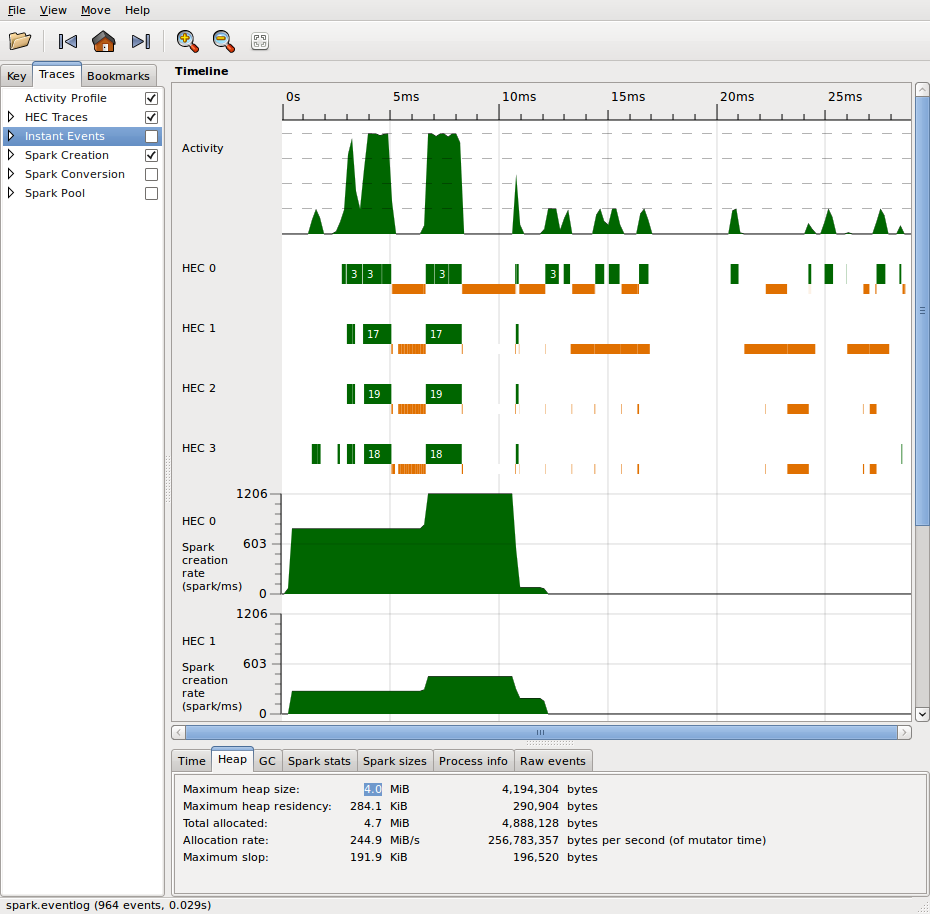 File View Move Help
Key Traces Bookmarks
Activity Profile
HEC Traces
Instant Events
Spark Creation
Spark Conversion
Spark Pool
Timeline
0s 5ms 10ms 15ms 20ms 25ms
Activity
HEC 0 3 3 3 3
HEC 1 17 17
HEC 2 19 19
HEC 3 18 18
1206
HEC 0
603
Spark
creation
rate
(spark/ms)
0
1206
HEC 1
603
Spark
creation
rate
(spark/ms)
0
Time Heap GC Spark stats Spark sizes Process info Raw events
Maximum heap size: 4.0 MiB 4,194,304 bytes
Maximum heap residency: 284.1 KiB 290,904 bytes
Total allocated: 4.7 MiB 4,888,128 bytes
Allocation rate: 244.9 MiB/s 256,783,357 bytes per second (of mutator time)
Maximum slop: 191.9 KiB 196,520 bytes
spark.eventlog (964 events, 0.029s)